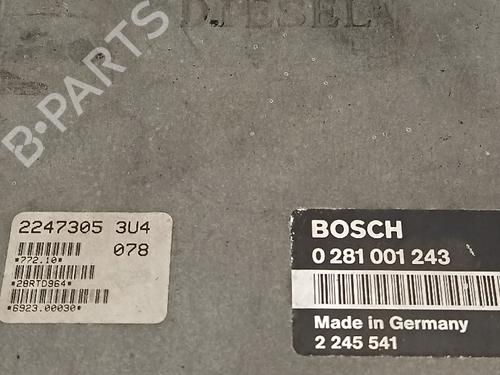 DIESEL
B-PARTS
2247305 3U4
078
*772.10*
*28RTD964*
*6923.00030*
BOSCH
0 281 001 243
Made in Germany
2 245 541